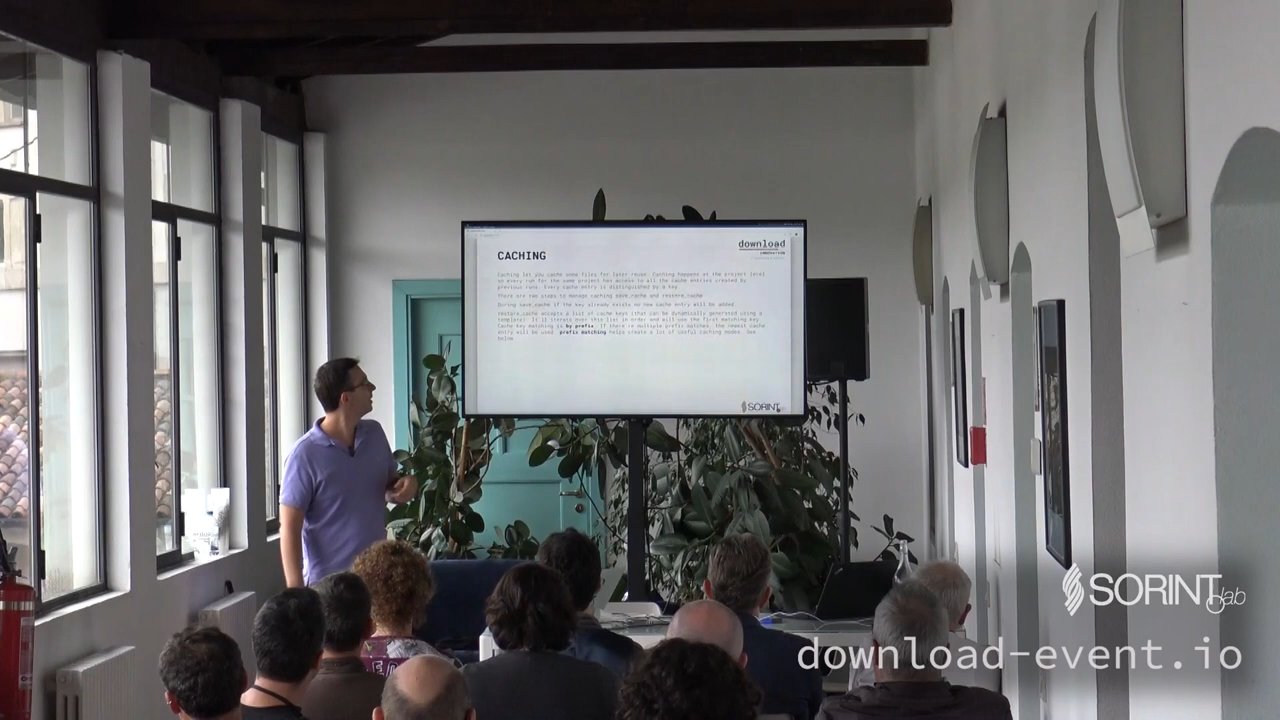 CACHING
download
INNOVATION
Caching let you cache some files for later reuse. Caching happens at the project level
so every run for the same project has access to all the cache entries created by
previous runs. Every cache entry is distinguished by a key
There are two steps to manage caching save_cache and restore_cache
During save_cache if the key already exists no new cache entry will be added
restore_cache accepts a list of cache keys (that can be dynamically generated using a
template). It'll iterate over this list in order and will use the first matching key.
Cache key matching is by prefix. If there are multiple prefix matches, the newest cache
entry will be used. prefix matching helps create a lot of useful caching modes. See
below
SORINT
SORINTlab
download-event.io